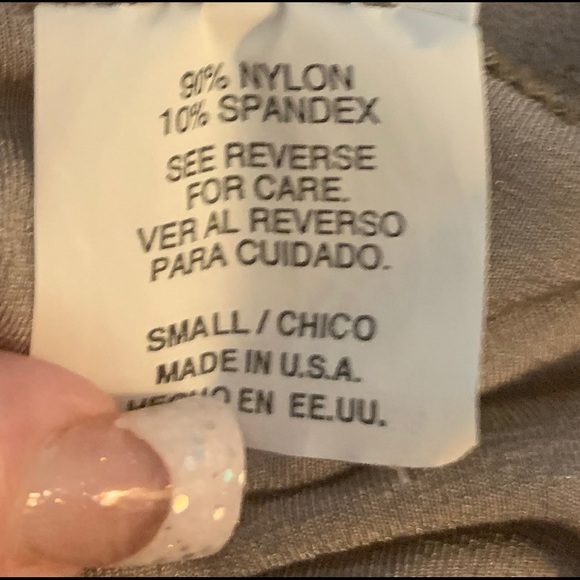 90% NYLON
10% SPANDEX
SEE REVERSE
FOR CARE.
VER AL REVERSO
PARA CUIDADO.
SMALL / CHICO
MADE IN U.S.A.
HECHO EN EE.UU.